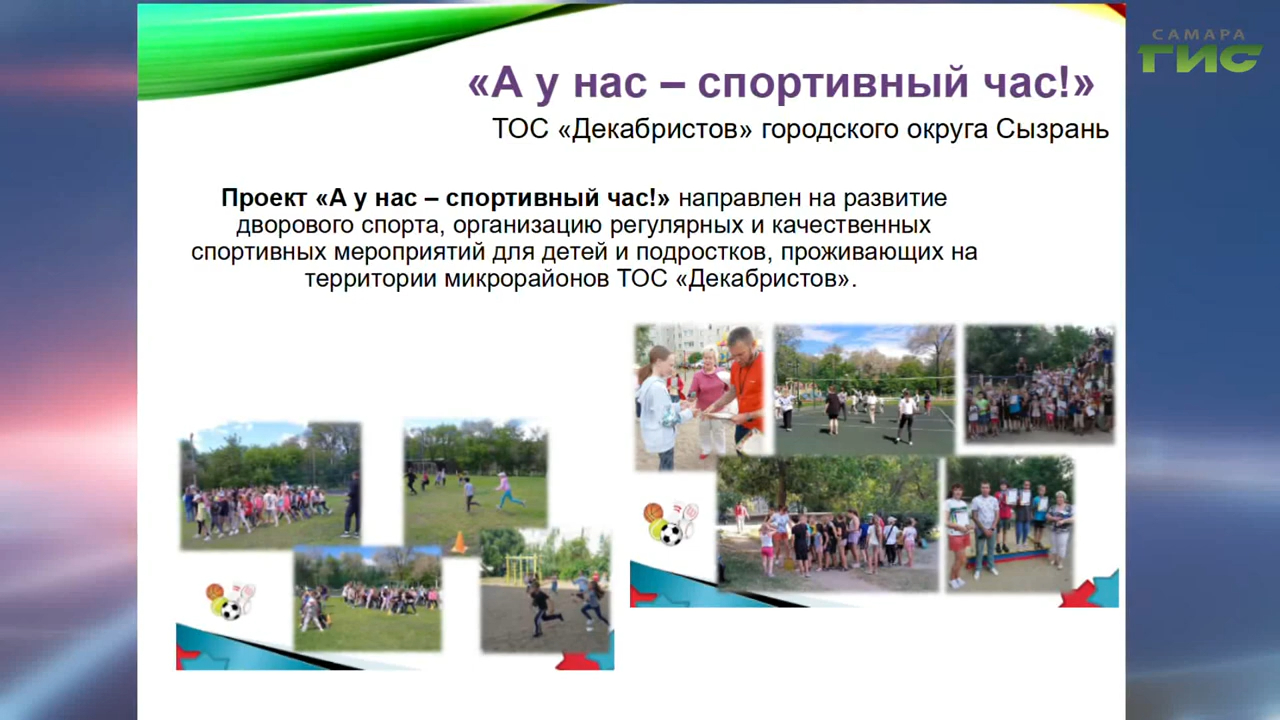 САМАРА
ГИС
«А у нас – спортивный час!»
ТОС «Декабристов» городского округа Сызрань
Проект «А у нас – спортивный час!» направлен на развитие
дворового спорта, организацию регулярных и качественных
спортивных мероприятий для детей и подростков, проживающих на
территории микрорайонов ТОС «Декабристов».